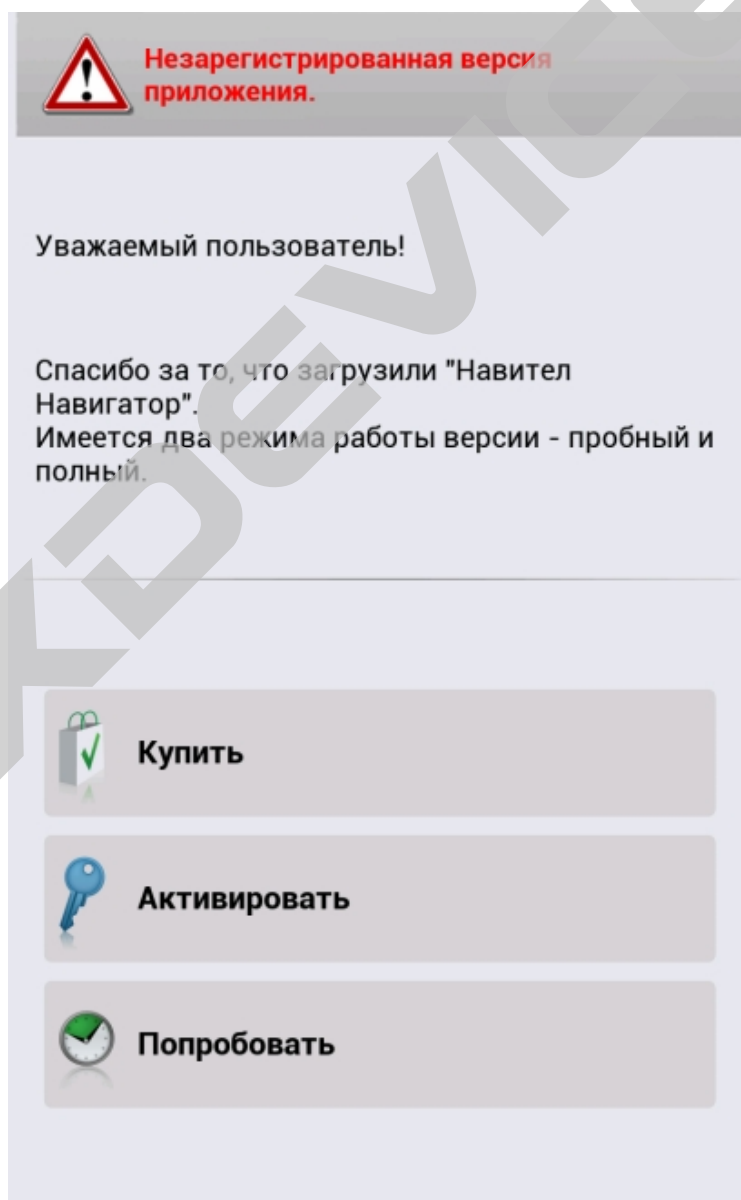 Незарегистрированная версия
приложения.
Уважаемый пользователь!
Спасибо за то, что загрузили "Навител
Навигатор".
Имеется два режима работы версии - пробный и
полный.
Купить
Активировать
Попробовать
XDEVICE